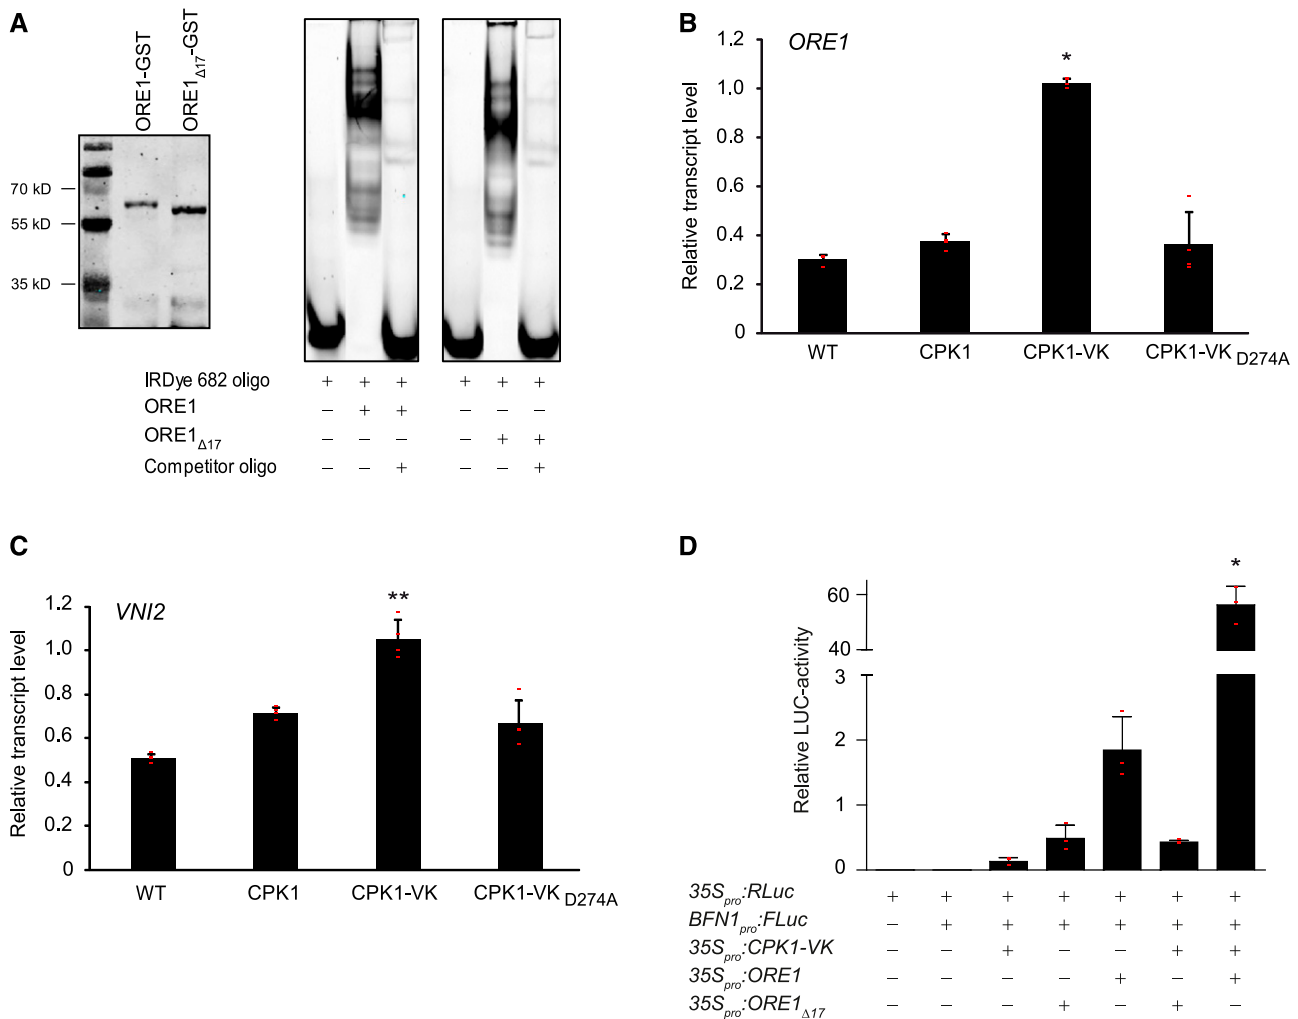 A
ORE1-GST
ORE1Δ17-GST
70 kD
55 kD
35 kD
IRDye 682 oligo + + + + + +
ORE1 – + + – – –
ORE1Δ17 – – – – + +
Competitor oligo – – + – – +
B
ORE1
Relative transcript level
1.2
1.0
0.8
0.6
0.4
0.2
0
*
WT CPK1 CPK1-VK CPK1-VK D274A
C
VNI2
Relative transcript level
1.2
1.0
0.8
0.6
0.4
0.2
0
**
WT CPK1 CPK1-VK CPK1-VK D274A
D
Relative LUC-activity
60
40
3
2
1
0
*
35Spro:RLuc + + + + + + +
BFN1pro:FLuc – + + + + + +
35Spro:CPK1-VK – – + – – + +
35Spro:ORE1 – – – – + – +
35Spro:ORE1Δ17 – – – + – + –